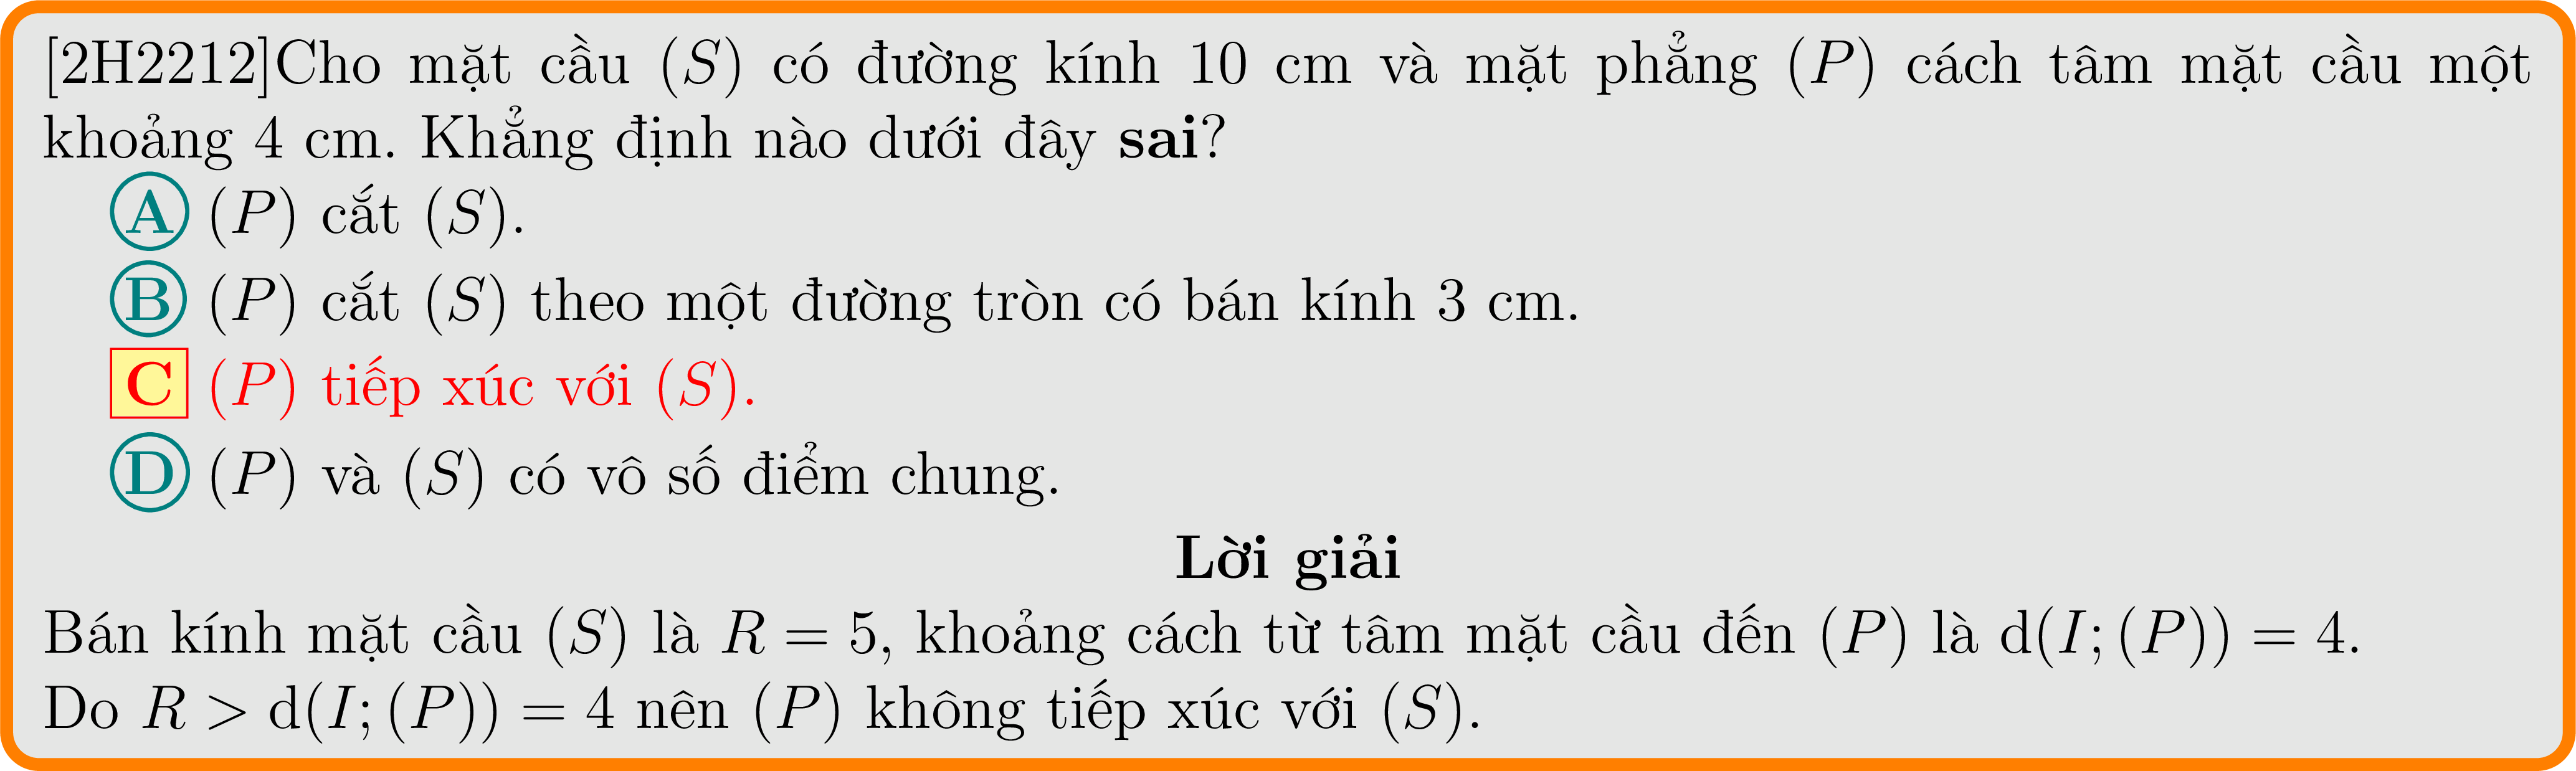 [2H2212]Cho mặt cầu (S) có đường kính 10 cm và mặt phẳng (P) cách tâm mặt cầu một
khoảng 4 cm. Khẳng định nào dưới đây sai?
A (P) cắt (S).
B (P) cắt (S) theo một đường tròn có bán kính 3 cm.
C (P) tiếp xúc với (S).
D (P) và (S) có vô số điểm chung.
Lời giải
Bán kính mặt cầu (S) là R = 5, khoảng cách từ tâm mặt cầu đến (P) là d(I; (P)) = 4.
Do R > d(I; (P)) = 4 nên (P) không tiếp xúc với (S).